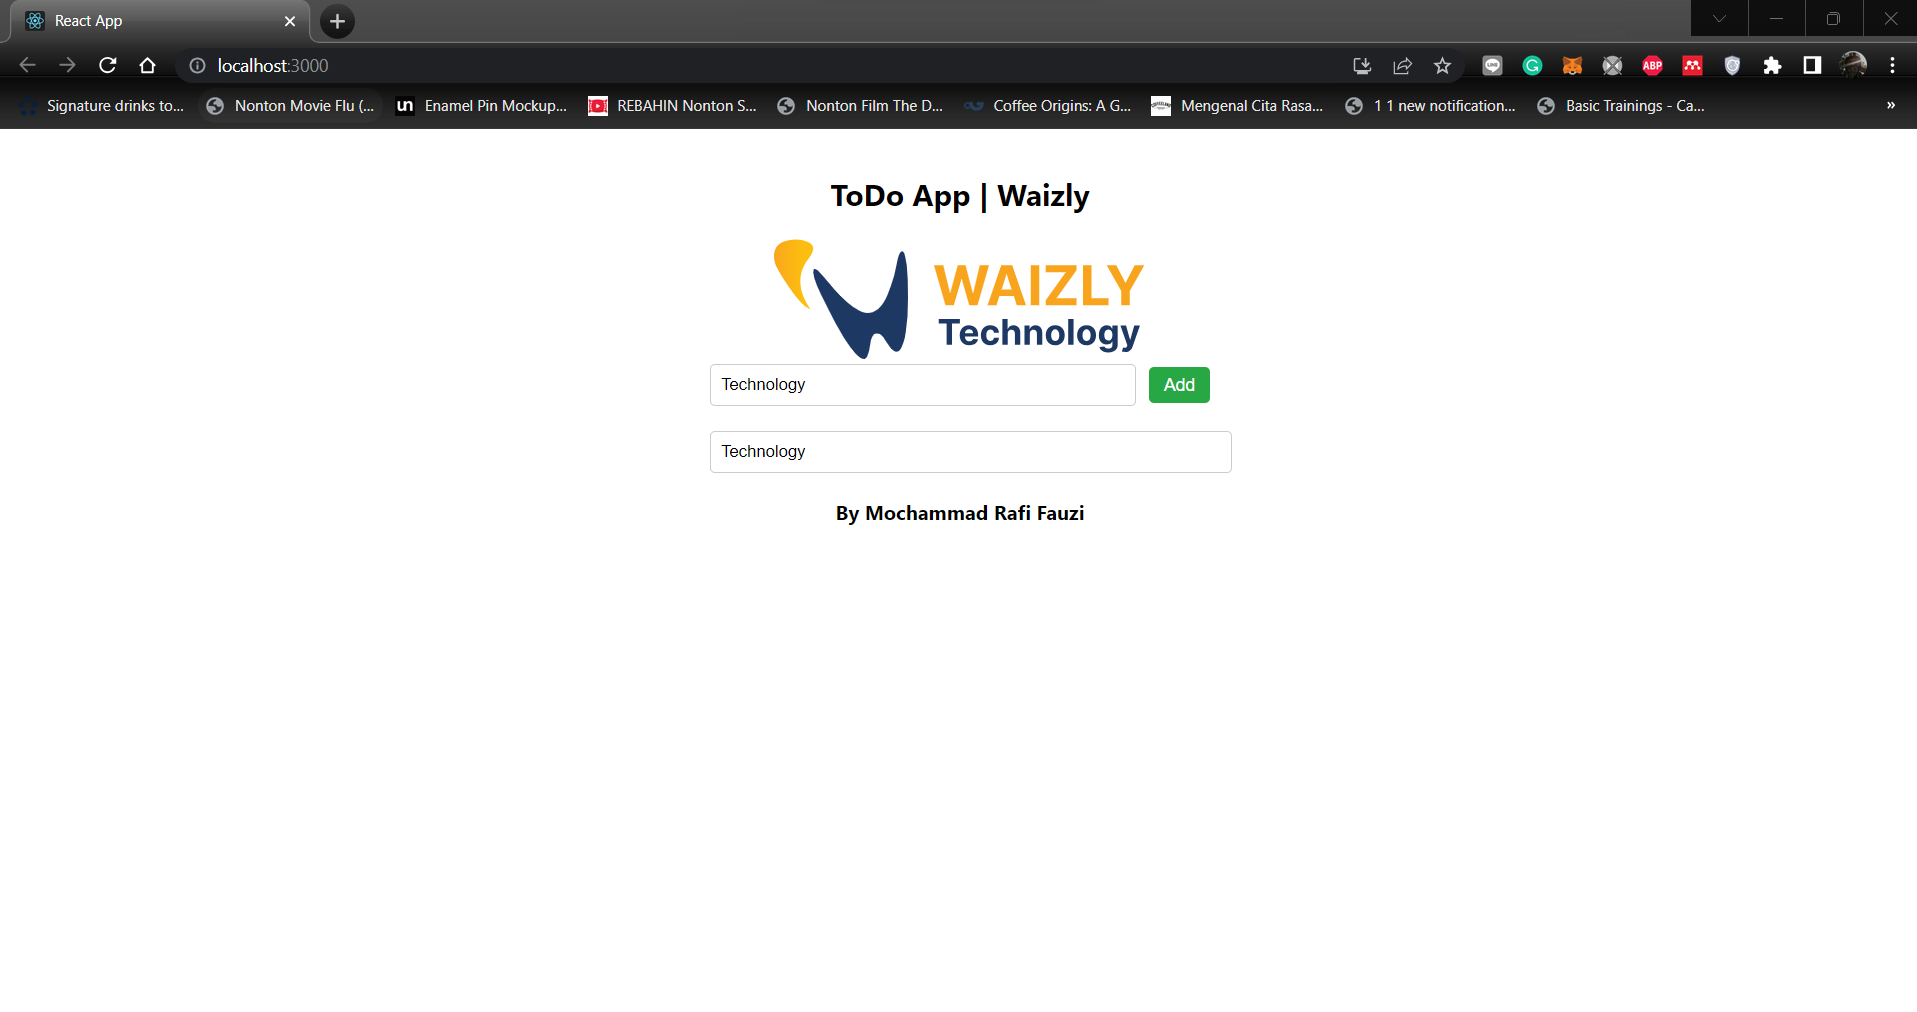 React App
localhost:3000
Signature drinks to... Nonton Movie Flu (... un Enamel Pin Mockup... REBAHIN Nonton S... Nonton Film The D... Coffee Origins: A G... Mengenal Cita Rasa... 1 1 new notification... Basic Trainings - Ca... »
ABP
ToDo App | Waizly
WAIZLY
Technology
Technology Add
Technology
By Mochammad Rafi Fauzi